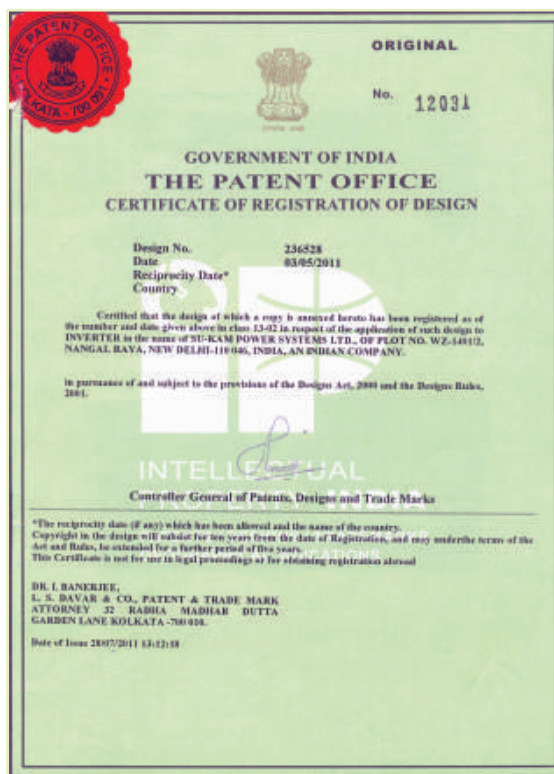 THE PATENT OFFICE
KOLKATA - 700 091
ORIGINAL
No. 12031
GOVERNMENT OF INDIA
THE PATENT OFFICE
CERTIFICATE OF REGISTRATION OF DESIGN
Design No. 236528
Date 03/05/2011
Reciprocity Date*
Country
Certified that the design of which a copy is annexed hereto has been registered as of
the number and date given above in class 13-02 in respect of the application of such design to
INVERTER in the name of SU-KAM POWER SYSTEMS LTD., OF PLOT NO. WZ-1401/2,
NANGAL RAYA, NEW DELHI-110 046, INDIA, AN INDIAN COMPANY.
in pursuance of and subject to the provisions of the Designs Act, 2000 and the Designs Rules,
2001.
INTELLECTUAL
Controller General of Patents, Designs and Trade Marks
PROPERTY INDIA
*The reciprocity date (if any) which has been allowed and the name of the country.
Copyright in the design will subsist for ten years from the date of Registration, and may underthe terms of the
Act and Rules, be extended for a further period of five years.
This Certificate is not for use in legal proceedings or for obtaining registration abroad
DR. I. BANERJEE,
L. S. DAVAR & CO., PATENT & TRADE MARK
ATTORNEY 32 RADHA MADHAB DUTTA
GARDEN LANE KOLKATA -700 010.
Date of Issue 28/07/2011 13:12:18